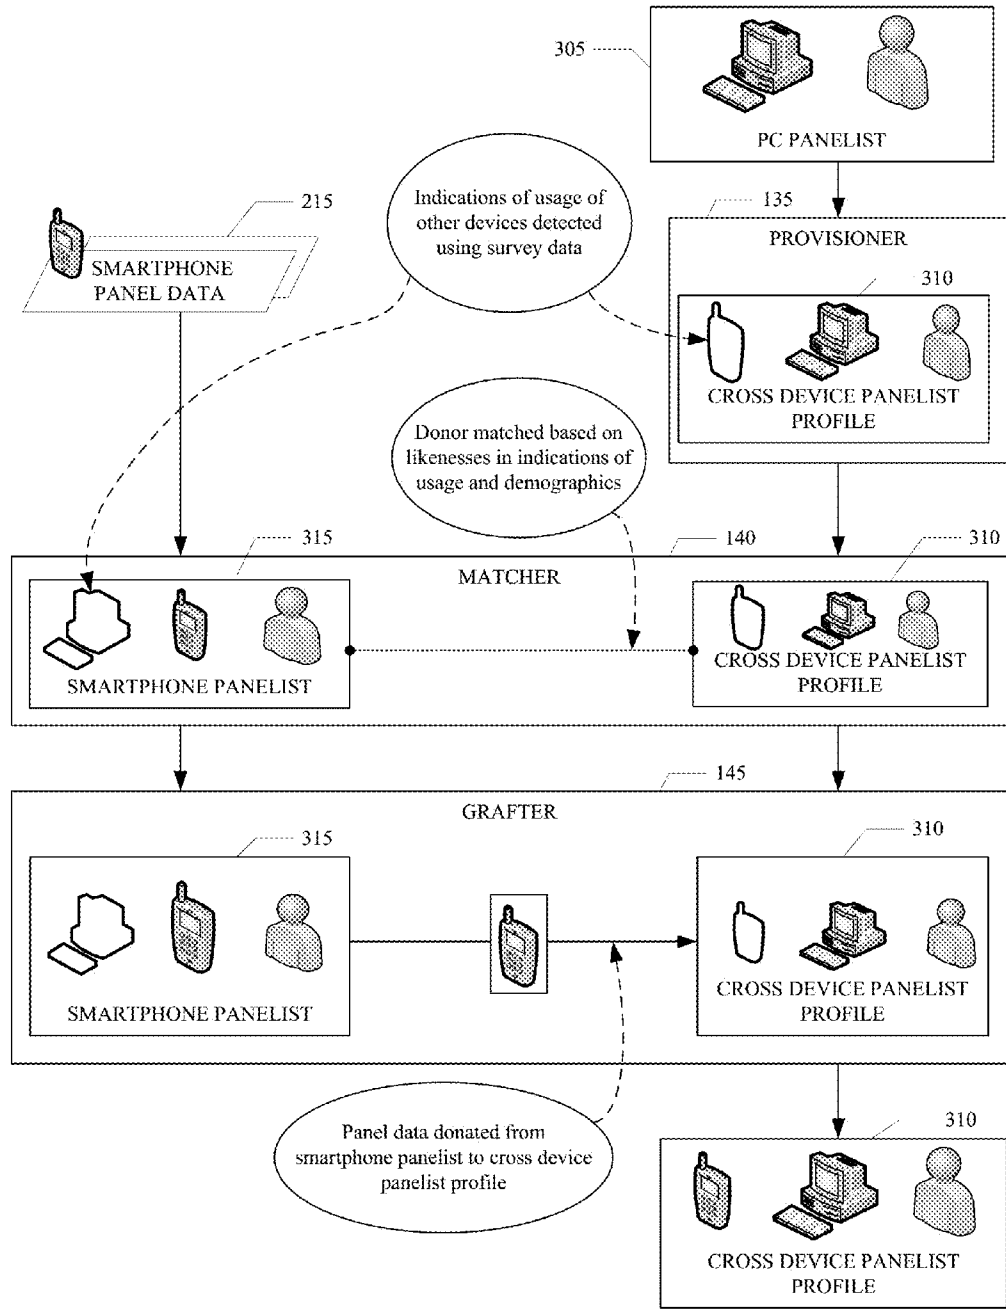 305
PC PANELIST
Indications of usage of
other devices detected
using survey data
215
SMARTPHONE
PANEL DATA
135
PROVISIONER
310
CROSS DEVICE PANELIST
PROFILE
Donor matched based on
likenesses in indications of
usage and demographics
315
140
310
MATCHER
SMARTPHONE PANELIST
CROSS DEVICE PANELIST
PROFILE
145
GRAFTER
315
310
SMARTPHONE PANELIST
CROSS DEVICE PANELIST
PROFILE
Panel data donated from
smartphone panelist to cross device
panelist profile
310
CROSS DEVICE PANELIST
PROFILE